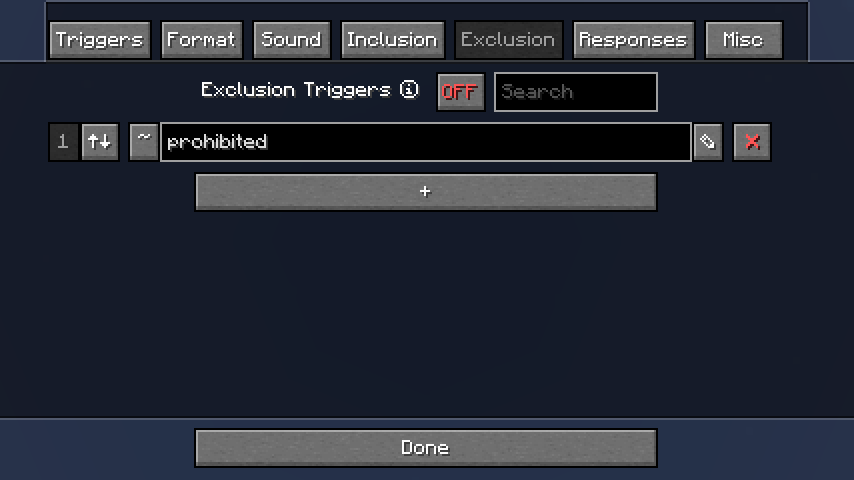 Triggers Format Sound Inclusion Exclusion Responses Misc
Exclusion Triggers OFF Search
1 ~ prohibited
+
Done